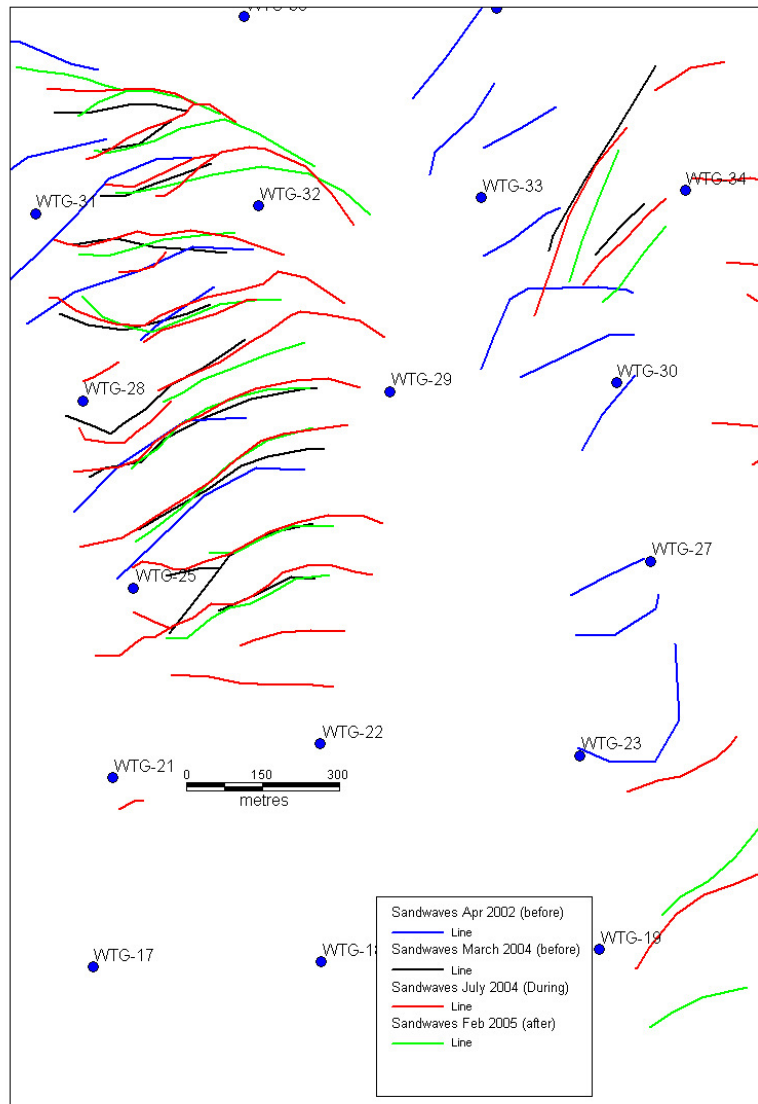 WTG-34
WTG-33
WTG-32
WTG-31
WTG-30
WTG-29
WTG-28
WTG-27
WTG-25
WTG-23
WTG-22
WTG-21
0 150 300
metres
Sandwaves Apr 2002 (before)
Line
Sandwaves March 2004 (before)
Line
Sandwaves July 2004 (During)
Line
Sandwaves Feb 2005 (after)
Line
WTG-19
WTG-17